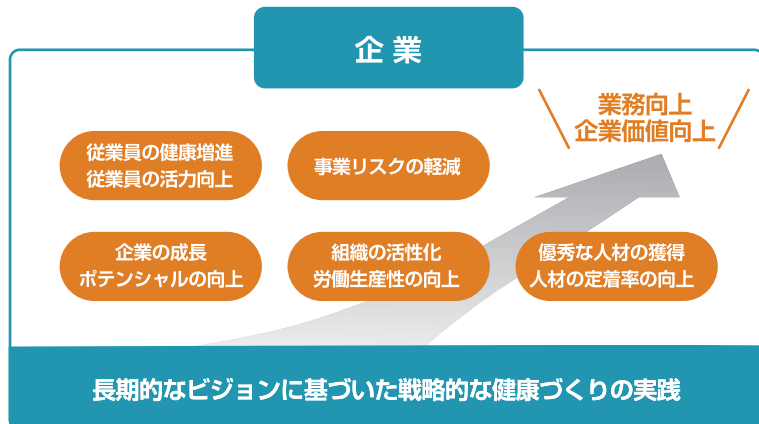 企業
業務向上
企業価値向上
従業員の健康増進
従業員の活力向上
事業リスクの軽減
企業の成長
ポテンシャルの向上
組織の活性化
労働生産性の向上
優秀な人材の獲得
人材の定着率の向上
長期的なビジョンに基づいた戦略的な健康づくりの実践